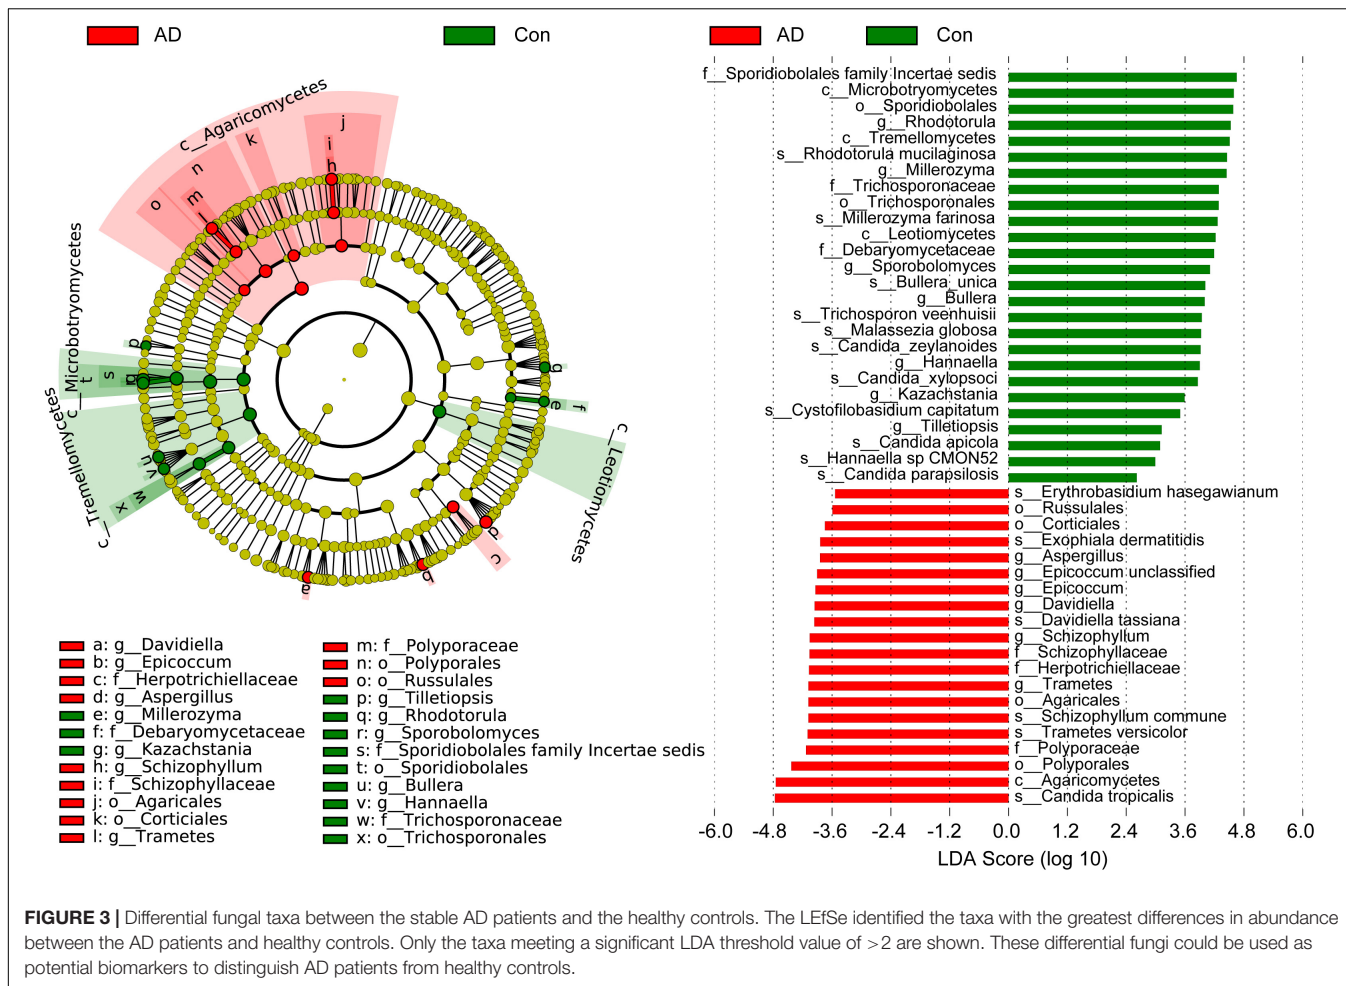 AD
Con
c__Agaricomycetes
j
i
h
k
n
m
l
o
c__Microbotryomycetes
p
t
s
c__Tremellomycetes
u
v
w
x
g
e
f
c__Leotiomycetes
d
c
b
a
a: g__Davidiella
b: g__Epicoccum
c: f__Herpotrichiellaceae
d: g__Aspergillus
e: g__Millerozyma
f: f__Debaryomycetaceae
g: g__Kazachstania
h: g__Schizophyllum
i: f__Schizophyllaceae
j: o__Agaricales
k: o__Corticiales
l: g__Trametes
m: f__Polyporaceae
n: o__Polyporales
o: o__Russulales
p: g__Tilletiopsis
q: g__Rhodotorula
r: g__Sporobolomyces
s: f__Sporidiobolales family Incertae sedis
t: o__Sporidiobolales
u: g__Bullera
v: g__Hannaella
w: f__Trichosporonaceae
x: o__Trichosporonales
AD
Con
f__Sporidiobolales family Incertae sedis
c__Microbotryomycetes
o__Sporidiobolales
g__Rhodotorula
c__Tremellomycetes
s__Rhodotorula mucilaginosa
g__Millerozyma
f__Trichosporonaceae
o__Trichosporonales
s__Millerozyma farinosa
c__Leotiomycetes
f__Debaryomycetaceae
g__Sporobolomyces
s__Bullera_unica
g__Bullera
s__Trichosporon veenhuisii
s__Malassezia globosa
s__Candida_zeylanoides
g__Hannaella
s__Candida_xylopsoci
g__Kazachstania
s__Cystofilobasidium capitatum
g__Tilletiopsis
s__Candida apicola
s__Hannaella sp CMON52
s__Candida parapsilosis
s__Erythrobasidium hasegawianum
o__Russulales
o__Corticiales
s__Exophiala dermatitidis
g__Aspergillus
g__Epicoccum unclassified
g__Epicoccum
g__Davidiella
s__Davidiella tassiana
g__Schizophyllum
f__Schizophyllaceae
f__Herpotrichiellaceae
g__Trametes
o__Agaricales
s__Schizophyllum commune
s__Trametes versicolor
f__Polyporaceae
o__Polyporales
c__Agaricomycetes
s__Candida tropicalis
-6.0 -4.8 -3.6 -2.4 -1.2 0.0 1.2 2.4 3.6 4.8 6.0
LDA Score (log 10)
FIGURE 3 | Differential fungal taxa between the stable AD patients and the healthy controls. The LEfSe identified the taxa with the greatest differences in abundance
between the AD patients and healthy controls. Only the taxa meeting a significant LDA threshold value of >2 are shown. These differential fungi could be used as
potential biomarkers to distinguish AD patients from healthy controls.